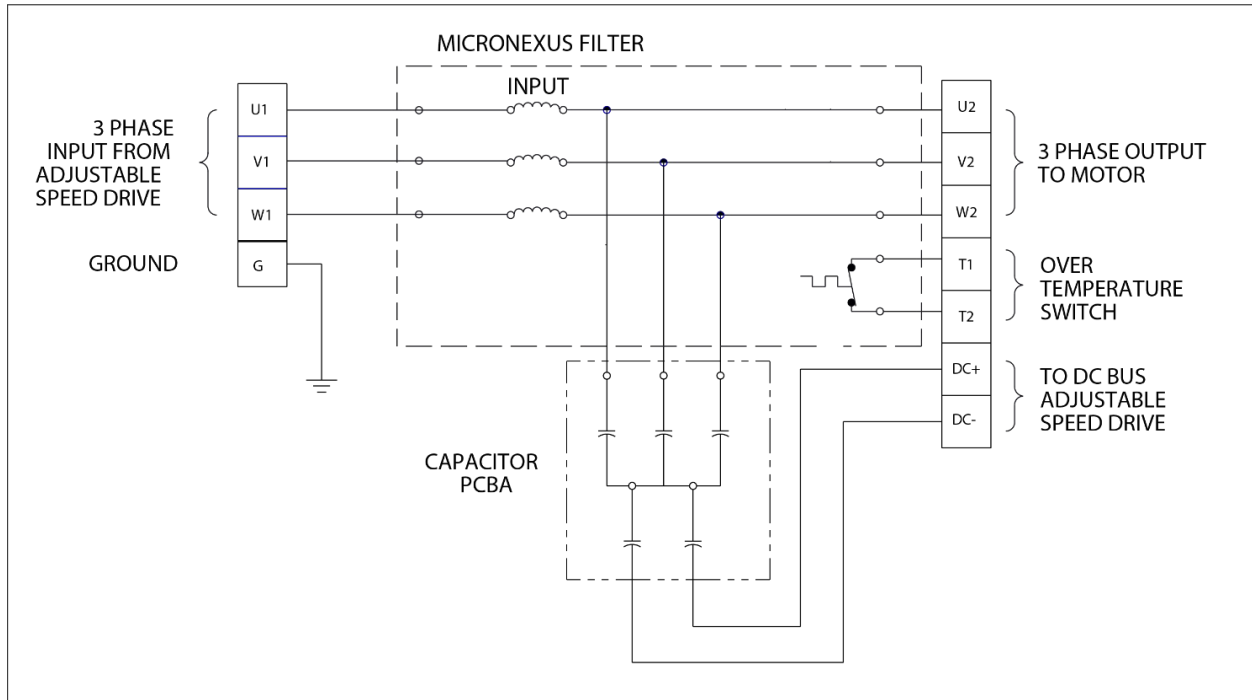 MICRONEXUS FILTER
INPUT
U1
V1
W1
G
3 PHASE
INPUT FROM
ADJUSTABLE
SPEED DRIVE
GROUND
U2
V2
W2
T1
T2
DC+
DC-
3 PHASE OUTPUT
TO MOTOR
OVER
TEMPERATURE
SWITCH
TO DC BUS
ADJUSTABLE
SPEED DRIVE
CAPACITOR
PCBA